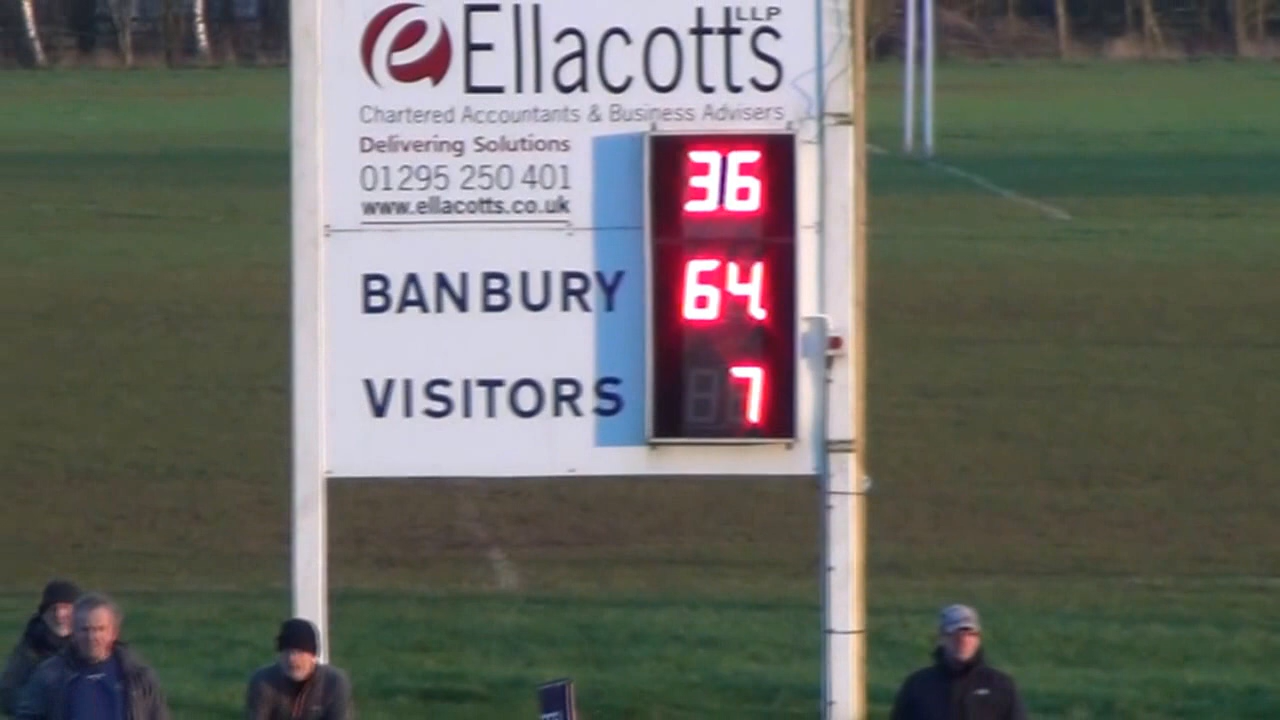 Ellacotts LLP
Chartered Accountants & Business Advisers
Delivering Solutions
01295 250 401
www.ellacotts.co.uk
36
BANBURY 64
VISITORS 7